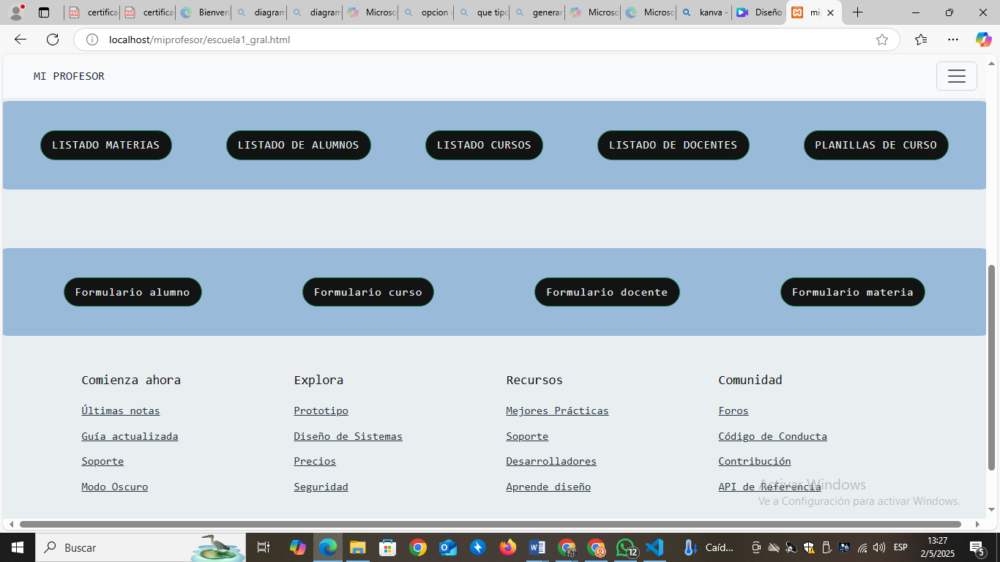 certifica
certifica
Bienven
diagram
diagram
Microso
opcion
que tipo
generar
Microso
Microso
kanva -
Diseño
mi
localhost/miprofesor/escuela1_gral.html
MI PROFESOR
LISTADO MATERIAS
LISTADO DE ALUMNOS
LISTADO CURSOS
LISTADO DE DOCENTES
PLANILLAS DE CURSO
Formulario alumno
Formulario curso
Formulario docente
Formulario materia
Comienza ahora
Últimas notas
Guía actualizada
Soporte
Modo Oscuro
Explora
Prototipo
Diseño de Sistemas
Precios
Seguridad
Recursos
Mejores Prácticas
Soporte
Desarrolladores
Aprende diseño
Comunidad
Foros
Código de Conducta
Contribución
API de Referencia
Activar Windows
Ve a Configuración para activar Windows.
Buscar
12
Caíd...
ESP
13:27
2/5/2025
5